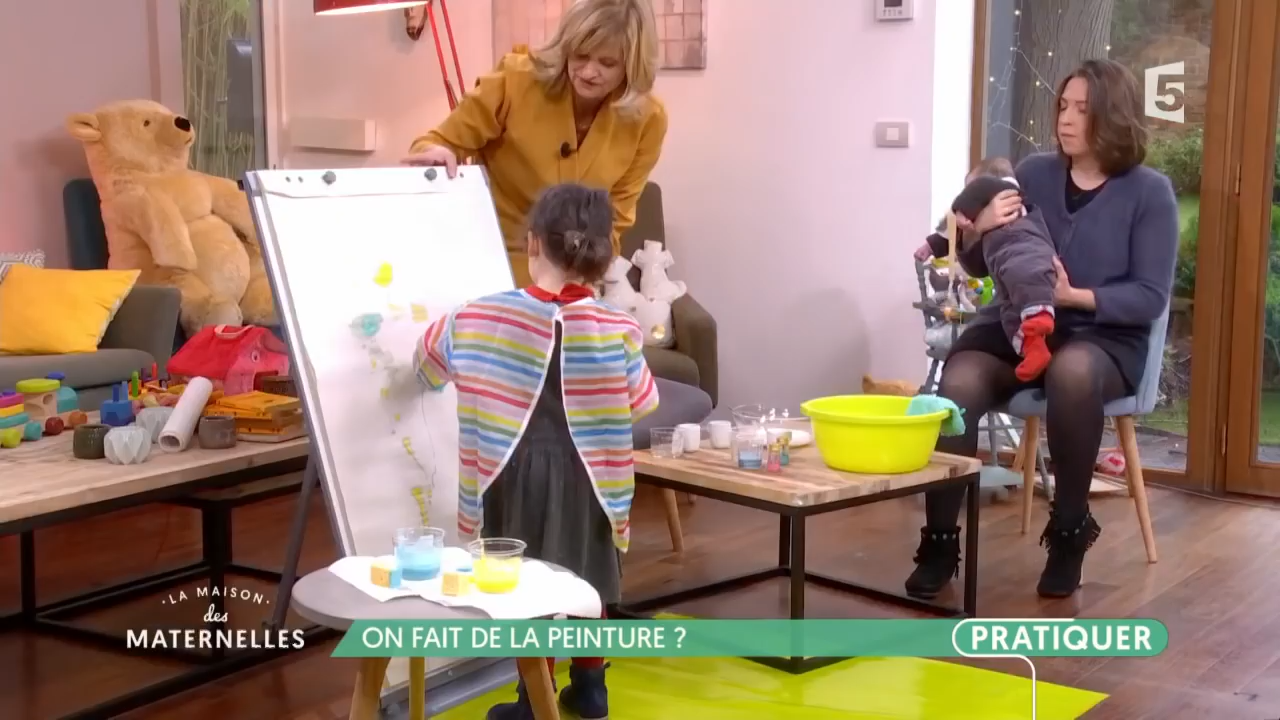 5
·LA MAISON·
des
MATERNELLES
ON FAIT DE LA PEINTURE ?
PRATIQUER